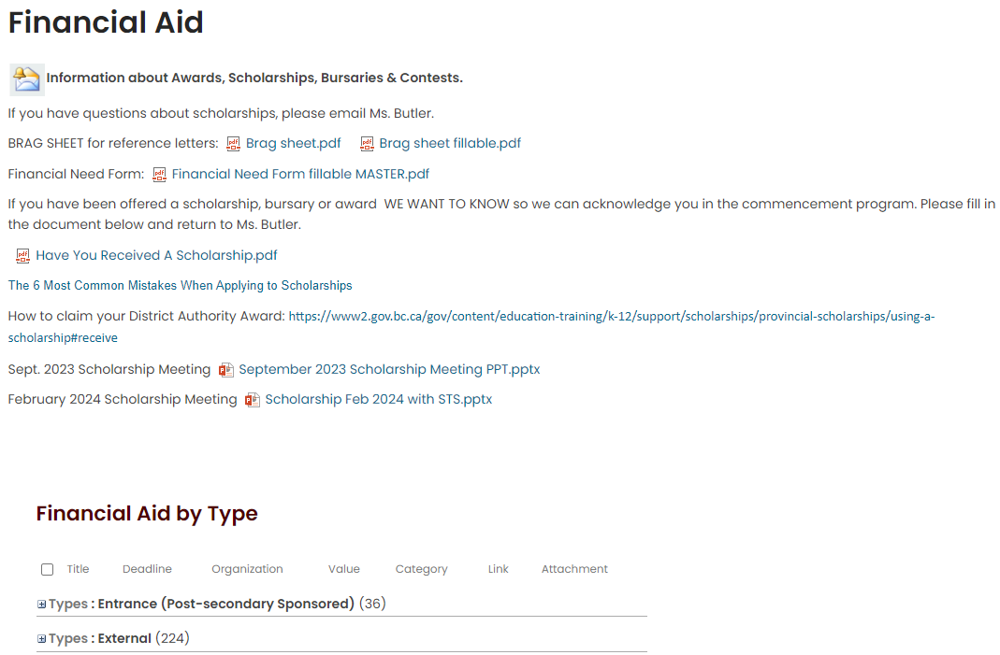 Financial Aid
Information about Awards, Scholarships, Bursaries & Contests.
If you have questions about scholarships, please email Ms. Butler.
BRAG SHEET for reference letters: Brag sheet.pdf Brag sheet fillable.pdf
Financial Need Form: Financial Need Form fillable MASTER.pdf
If you have been offered a scholarship, bursary or award WE WANT TO KNOW so we can acknowledge you in the commencement program. Please fill in
the document below and return to Ms. Butler.
Have You Received A Scholarship.pdf
The 6 Most Common Mistakes When Applying to Scholarships
How to claim your District Authority Award: https://www2.gov.bc.ca/gov/content/education-training/k-12/support/scholarships/provincial-scholarships/using-a-
scholarship#receive
Sept. 2023 Scholarship Meeting September 2023 Scholarship Meeting PPT.pptx
February 2024 Scholarship Meeting Scholarship Feb 2024 with STS.pptx
Financial Aid by Type
Title Deadline Organization Value Category Link Attachment
Types : Entrance (Post-secondary Sponsored) (36)
Types : External (224)